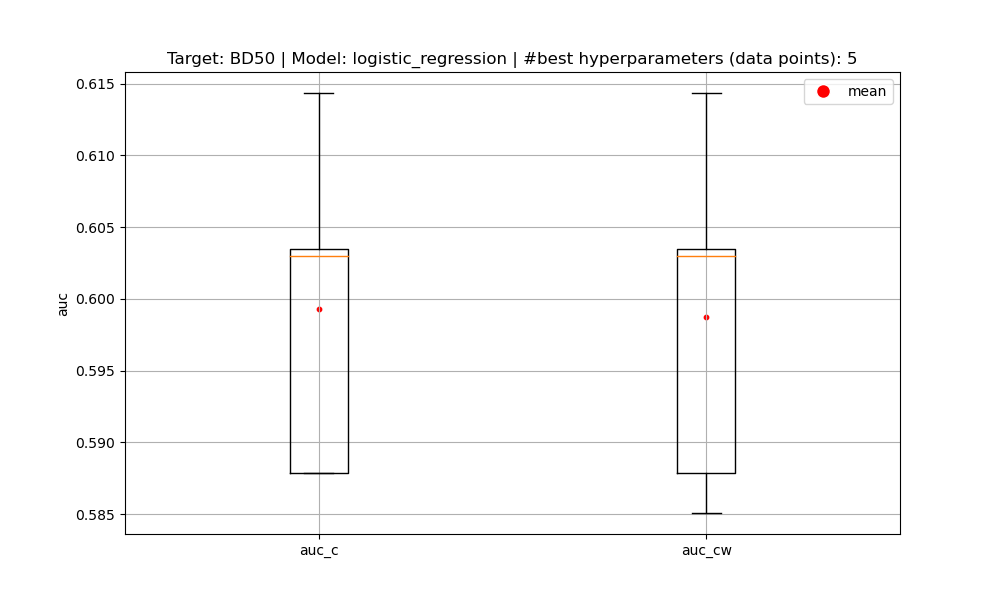 Target: BD50 | Model: logistic_regression | #best hyperparameters (data points): 5
mean
0.615
0.610
0.605
0.600
0.595
0.590
0.585
auc
auc_c
auc_cw